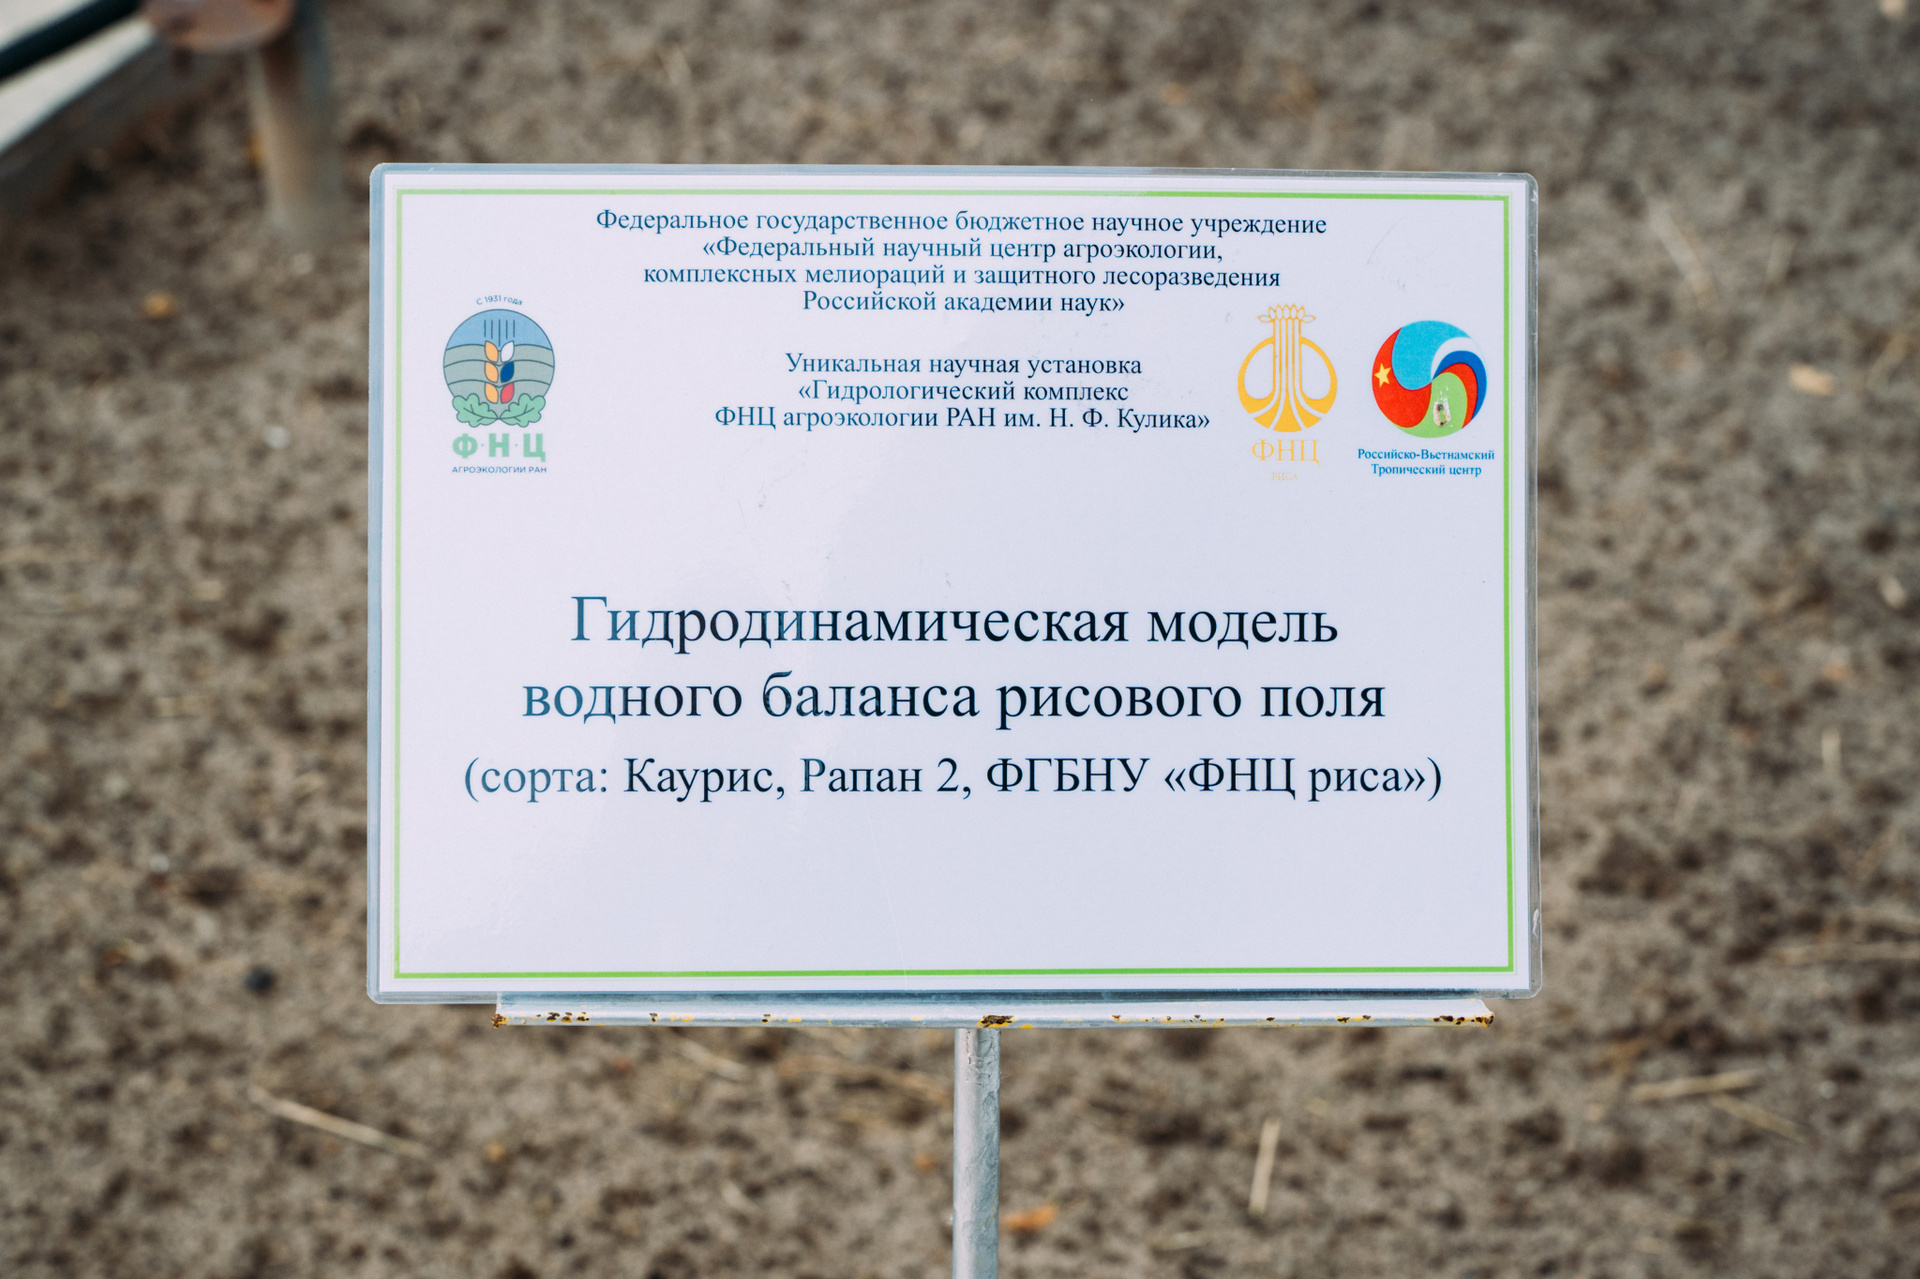 Федеральное государственное бюджетное научное учреждение
«Федеральный научный центр агроэкологии,
комплексных мелиораций и защитного лесоразведения
Российской академии наук»
С 1931 года
Ф·Н·Ц
АГРОЭКОЛОГИИ РАН
Уникальная научная установка
«Гидрологический комплекс
ФНЦ агроэкологии РАН им. Н. Ф. Кулика»
ФНЦ
РИСА
Российско-Вьетнамский
Тропический центр
Гидродинамическая модель
водного баланса рисового поля
(сорта: Каурис, Рапан 2, ФГБНУ «ФНЦ риса»)